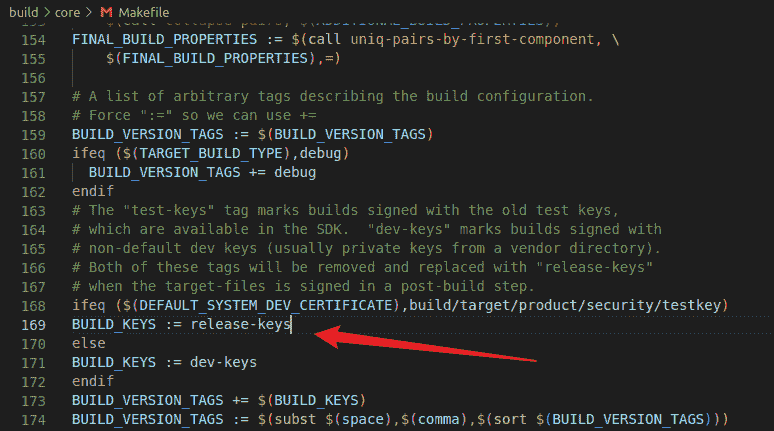 build > core > Makefile
153 $(call collapse-pairs, $(ADDITIONAL_BUILD_PROPERTIES))
154 FINAL_BUILD_PROPERTIES := $(call uniq-pairs-by-first-component, \
155 $(FINAL_BUILD_PROPERTIES),=)
156
157 # A list of arbitrary tags describing the build configuration.
158 # Force ":=" so we can use +=
159 BUILD_VERSION_TAGS := $(BUILD_VERSION_TAGS)
160 ifeq ($(TARGET_BUILD_TYPE),debug)
161 BUILD_VERSION_TAGS += debug
162 endif
163 # The "test-keys" tag marks builds signed with the old test keys,
164 # which are available in the SDK.  "dev-keys" marks builds signed with
165 # non-default dev keys (usually private keys from a vendor directory).
166 # Both of these tags will be removed and replaced with "release-keys"
167 # when the target-files is signed in a post-build step.
168 ifeq ($(DEFAULT_SYSTEM_DEV_CERTIFICATE),build/target/product/security/testkey)
169 BUILD_KEYS := release-keys
170 else
171 BUILD_KEYS := dev-keys
172 endif
173 BUILD_VERSION_TAGS += $(BUILD_KEYS)
174 BUILD_VERSION_TAGS := $(subst $(space),$(comma),$(sort $(BUILD_VERSION_TAGS)))